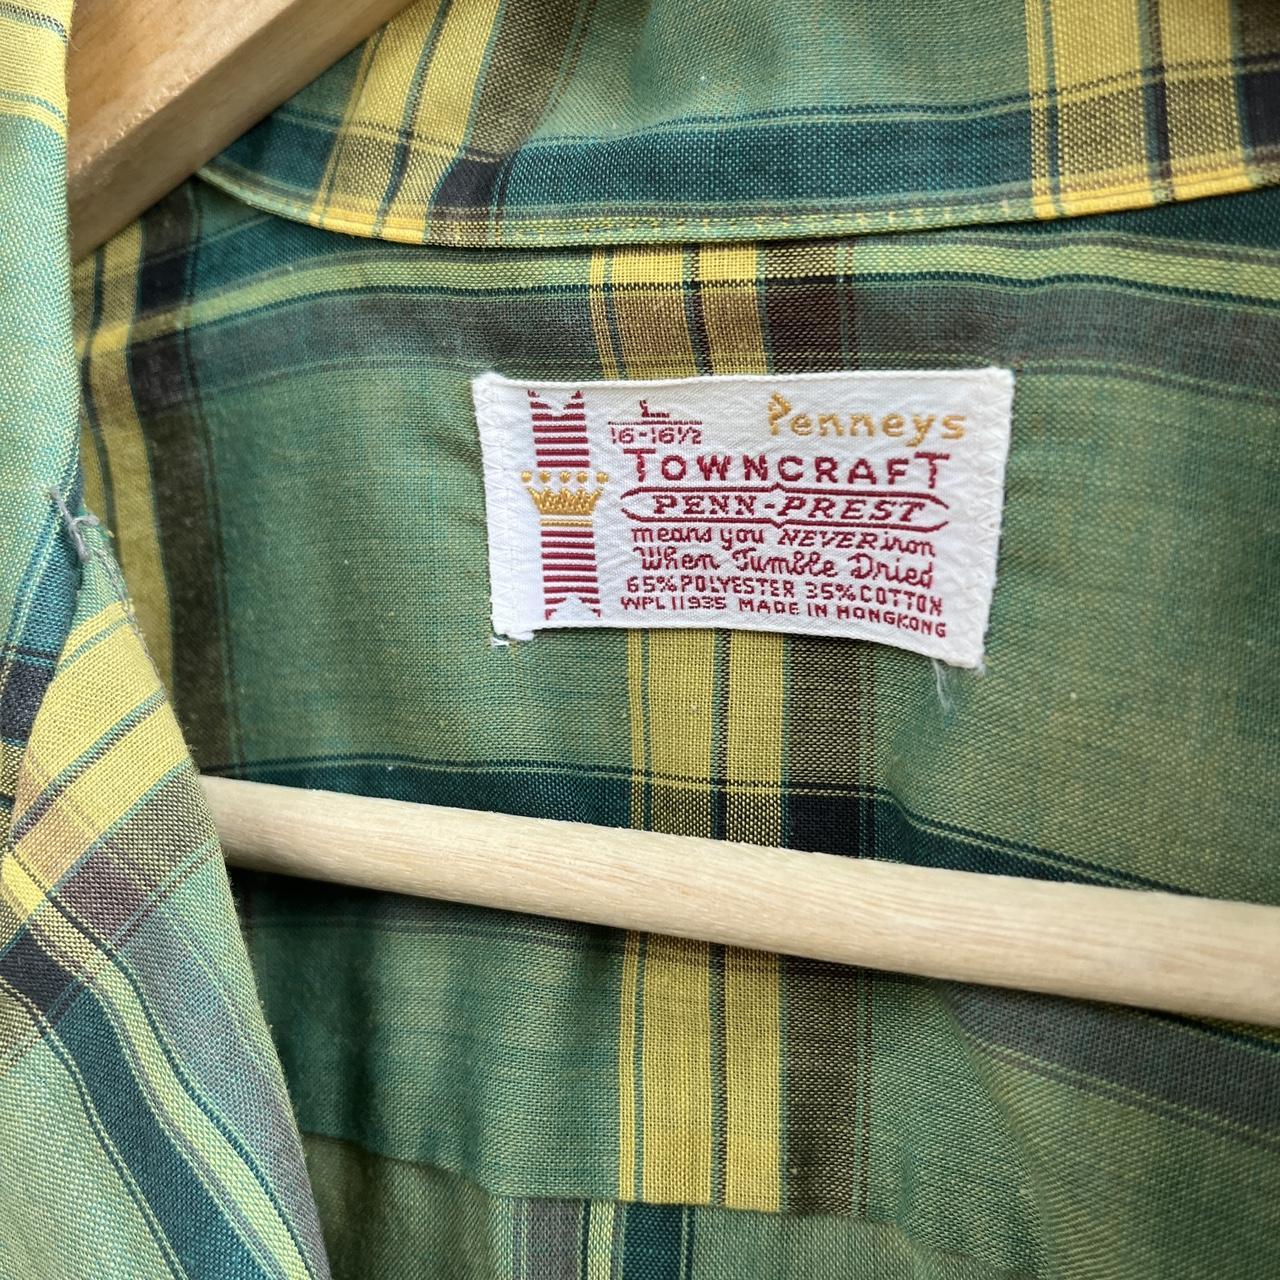 L
16-16½
Penneys
TOWNCRAFT
PENN-PREST
means you NEVER iron
When Tumble Dried
65% POLYESTER 35% COTTON
WPL 11935 MADE IN HONGKONG